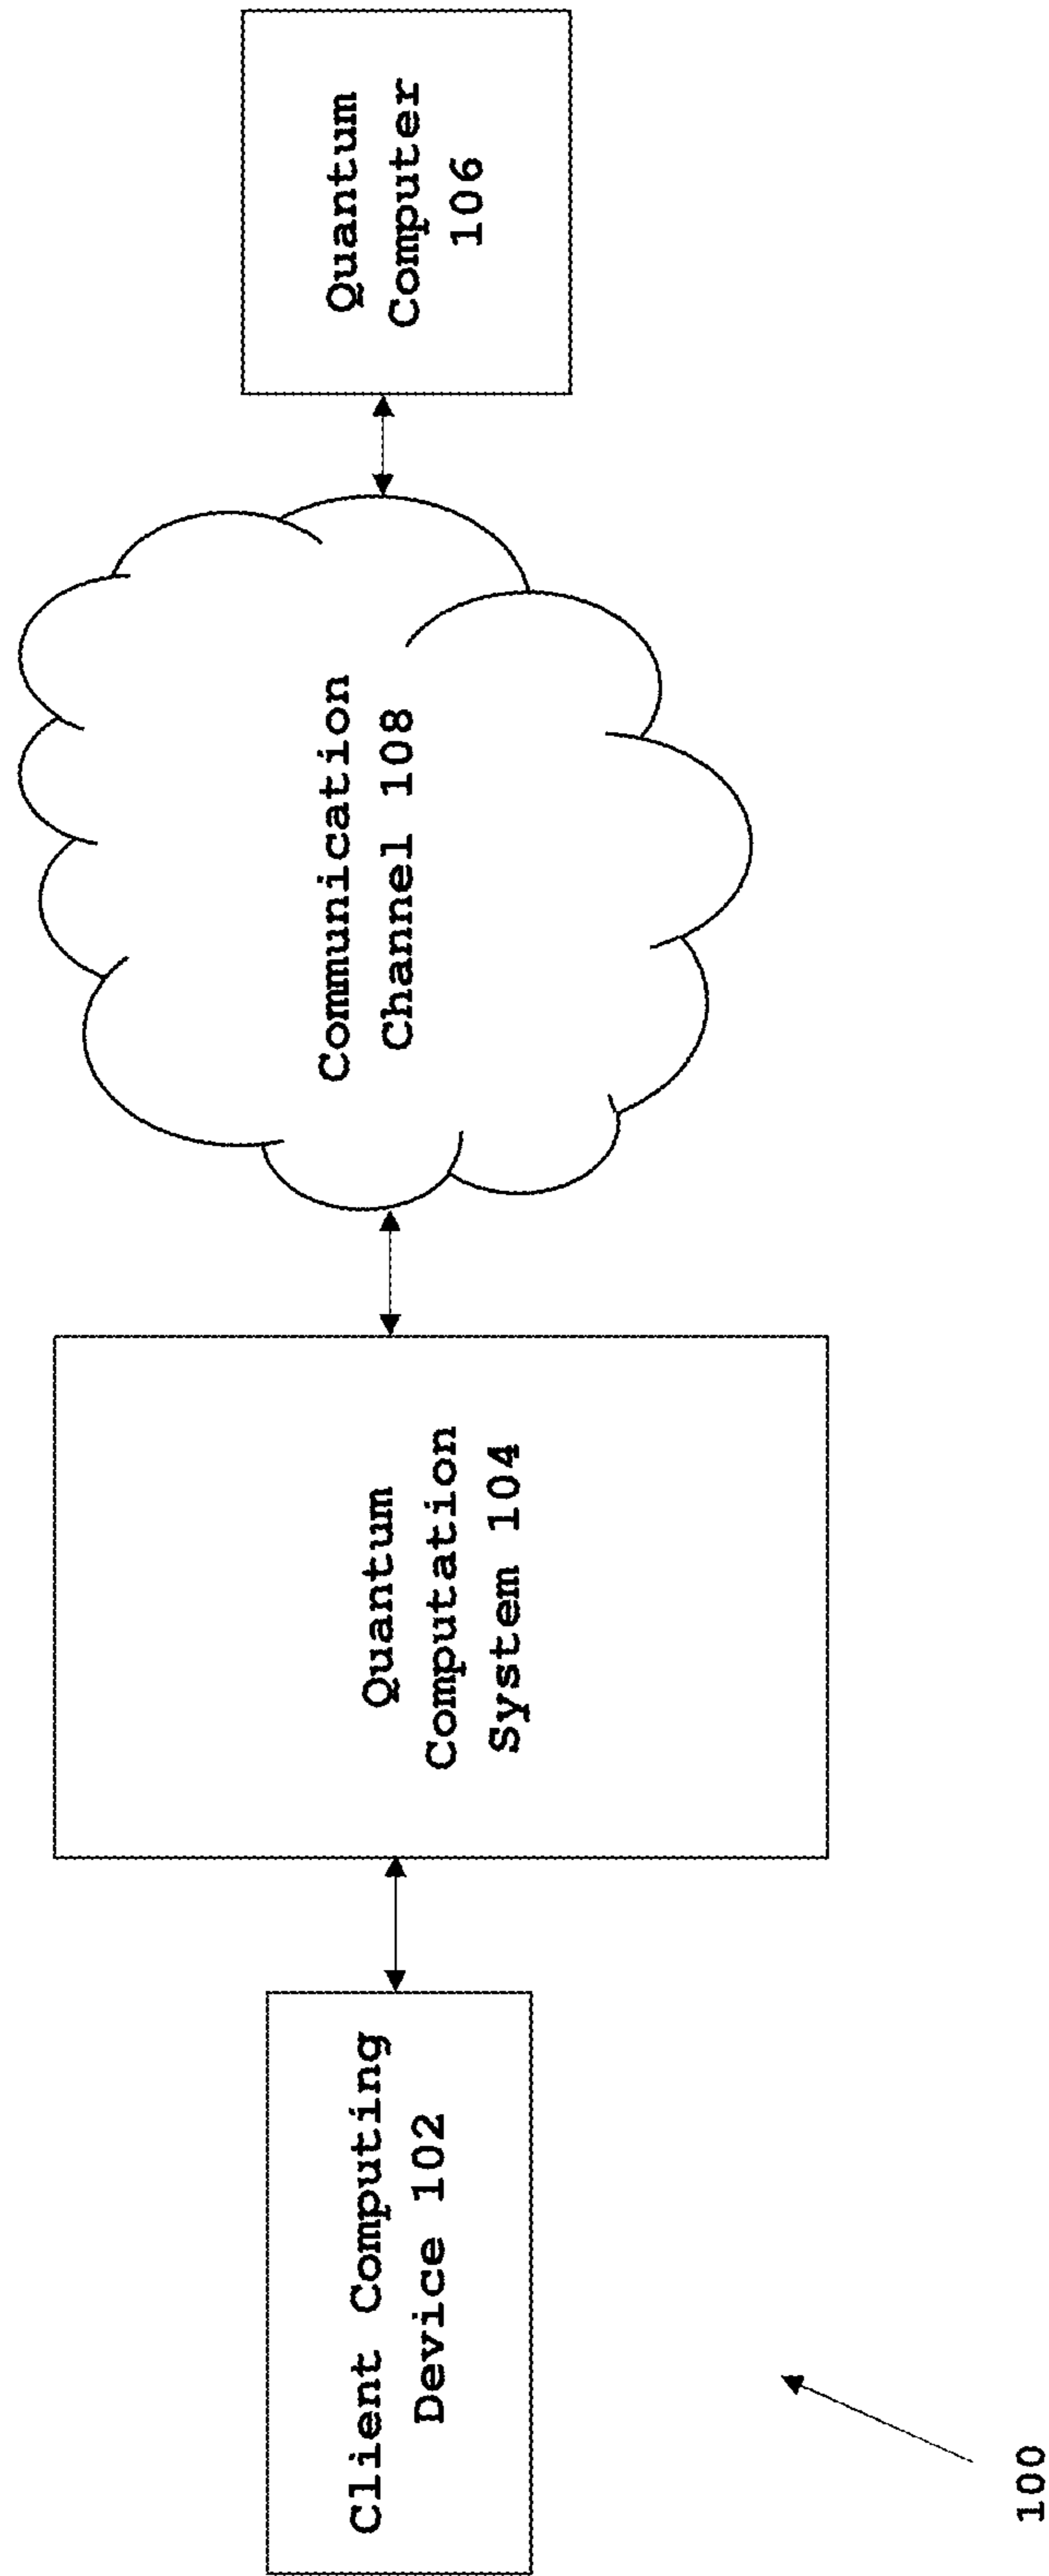 Client Computing
Device 102
Quantum
Computation
System 104
Communication
Channel 108
Quantum
Computer
106
100